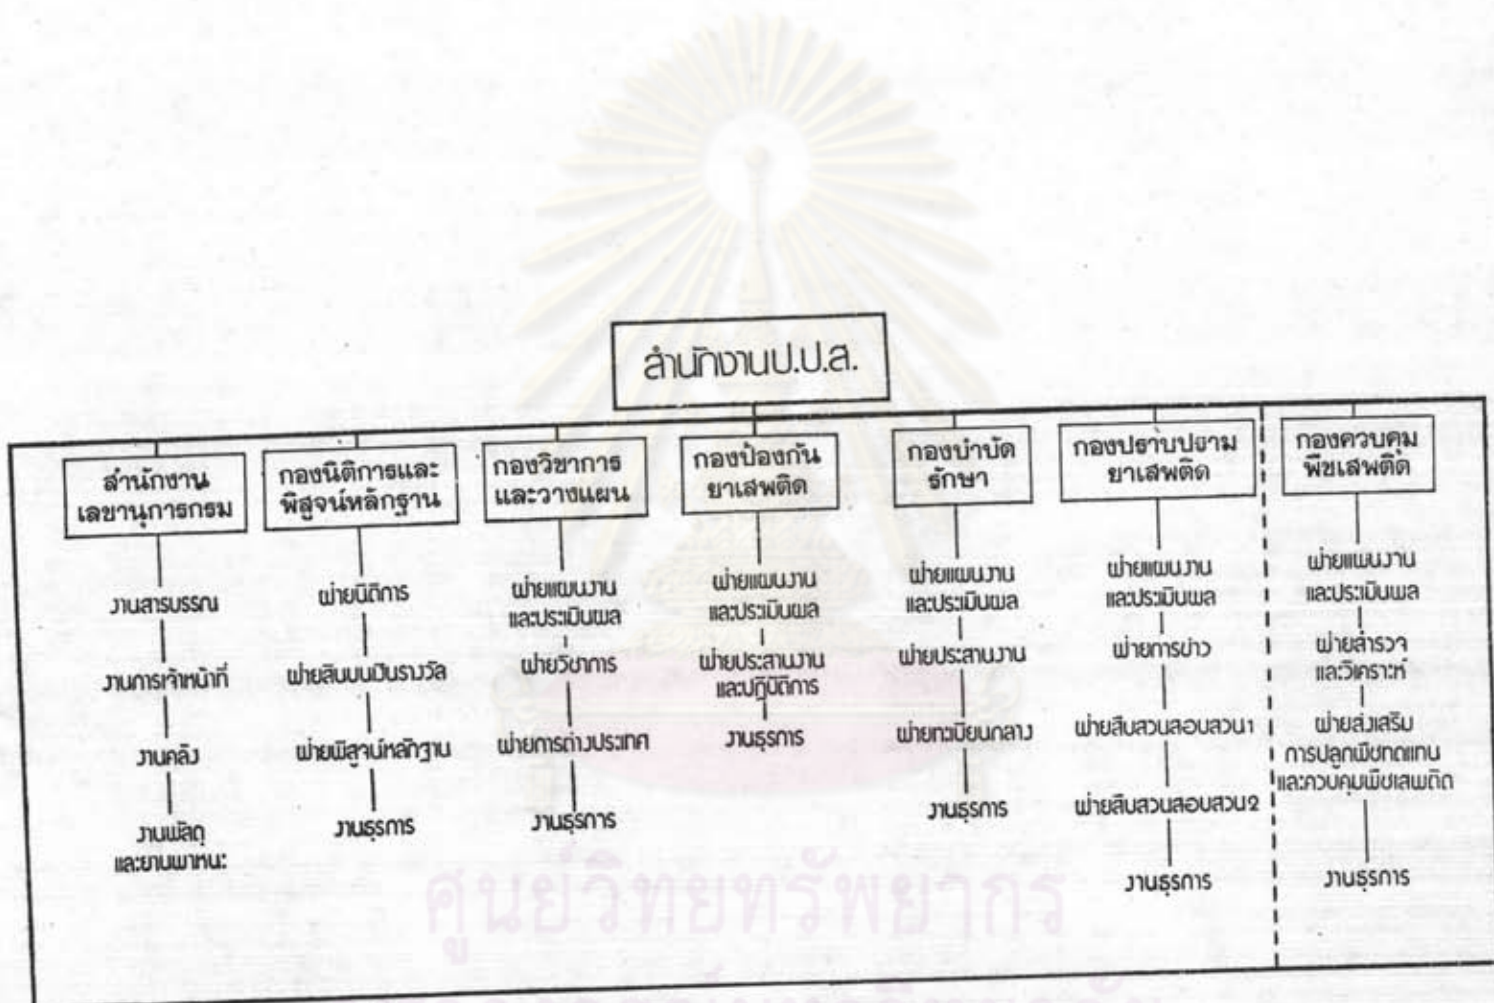 สำนักงานป.ป.ส.
สำนักงาน
เลขานุการกรม
งานสารบรรณ
งานการเจ้าหน้าที่
งานคลัง
งานพัสดุ
และยานพาหนะ
กองนิติการและ
พิสูจน์หลักฐาน
ฝ่ายนิติการ
ฝ่ายสินบนเงินรางวัล
ฝ่ายพิสูจน์หลักฐาน
งานธุรการ
กองวิชาการ
และวางแผน
ฝ่ายแผนงาน
และประเมินผล
ฝ่ายวิชาการ
ฝ่ายการต่างประเทศ
งานธุรการ
กองป้องกัน
ยาเสพติด
ฝ่ายแผนงาน
และประเมินผล
ฝ่ายประสานงาน
และปฏิบัติการ
งานธุรการ
กองบำบัด
รักษา
ฝ่ายแผนงาน
และประเมินผล
ฝ่ายประสานงาน
ฝ่ายทะเบียนกลาง
งานธุรการ
กองปราบปราม
ยาเสพติด
ฝ่ายแผนงาน
และประเมินผล
ฝ่ายการข่าว
ฝ่ายสืบสวนสอบสวน1
ฝ่ายสืบสวนสอบสวน2
งานธุรการ
กองควบคุม
พืชเสพติด
ฝ่ายแผนงาน
และประเมินผล
ฝ่ายสำรวจ
และวิเคราะห์
ฝ่ายส่งเสริม
การปลูกพืชทดแทน
และควบคุมพืชเสพติด
งานธุรการ
ศูนย์วิทยทรัพยากร